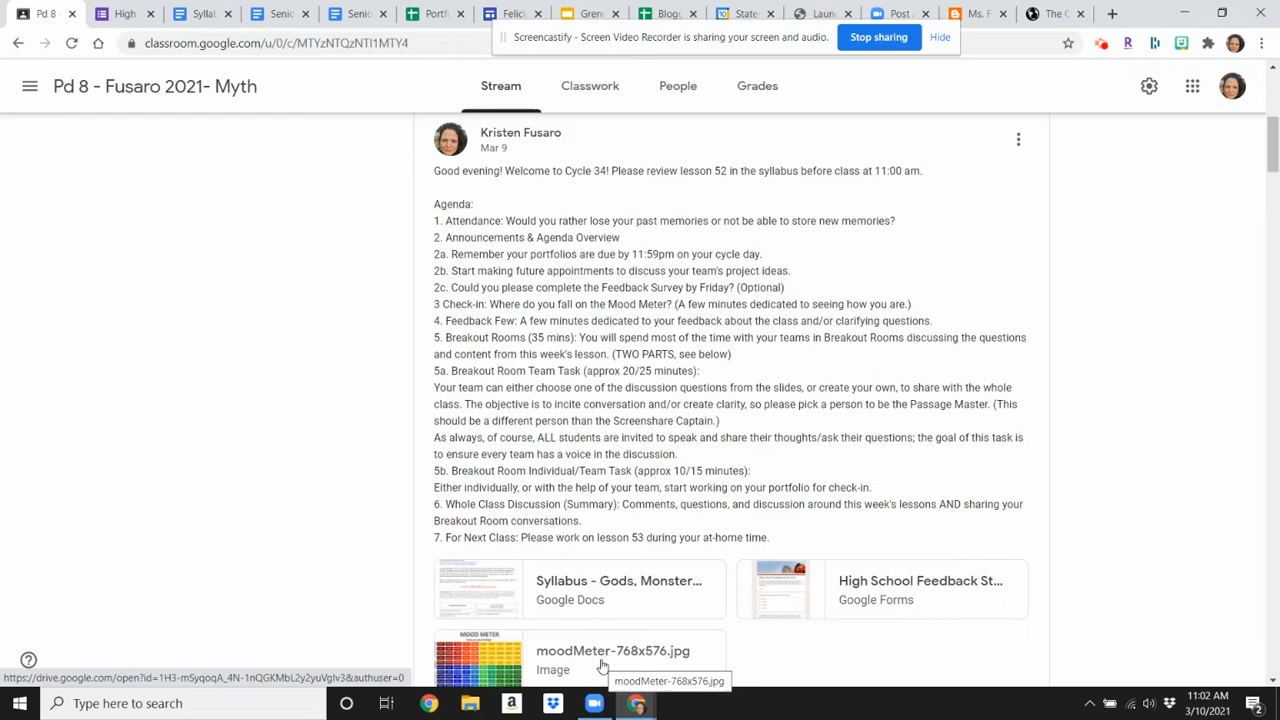 Pd 8 -
High
Syllab
Senic
Senic
Portf
Felici
Gren
Blogg
State
Laun
Post A
Ms. F
The C
Screencastify - Screen Video Recorder is sharing your screen and audio.
Stop sharing
Hide
Pd 8 - Fusaro 2021- Myth
Stream
Classwork
People
Grades
Kristen Fusaro
Mar 9
Good evening! Welcome to Cycle 34! Please review lesson 52 in the syllabus before class at 11:00 am.
Agenda:
1. Attendance: Would you rather lose your past memories or not be able to store new memories?
2. Announcements & Agenda Overview
2a. Remember your portfolios are due by 11:59pm on your cycle day.
2b. Start making future appointments to discuss your team's project ideas.
2c. Could you please complete the Feedback Survey by Friday? (Optional)
3 Check-in: Where do you fall on the Mood Meter? (A few minutes dedicated to seeing how you are.)
4. Feedback Few: A few minutes dedicated to your feedback about the class and/or clarifying questions.
5. Breakout Rooms (35 mins): You will spend most of the time with your teams in Breakout Rooms discussing the questions
and content from this week's lesson. (TWO PARTS, see below)
5a. Breakout Room Team Task (approx 20/25 minutes):
Your team can either choose one of the discussion questions from the slides, or create your own, to share with the whole
class. The objective is to incite conversation and/or create clarity, so please pick a person to be the Passage Master. (This
should be a different person than the Screenshare Captain.)
As always, of course, ALL students are invited to speak and share their thoughts/ask their questions; the goal of this task is
to ensure every team has a voice in the discussion.
5b. Breakout Room Individual/Team Task (approx 10/15 minutes):
Either individually, or with the help of your team, start working on your portfolio for check-in.
6. Whole Class Discussion (Summary): Comments, questions, and discussion around this week's lessons AND sharing your
Breakout Room conversations.
7. For Next Class: Please work on lesson 53 during your at-home time.
Syllabus - Gods, Monster...
Google Docs
High School Feedback St...
Google Forms
MOOD METER
moodMeter-768x576.jpg
Image
moodMeter-768x576.jpg
Type here to search
11:02 AM
3/10/2021
2